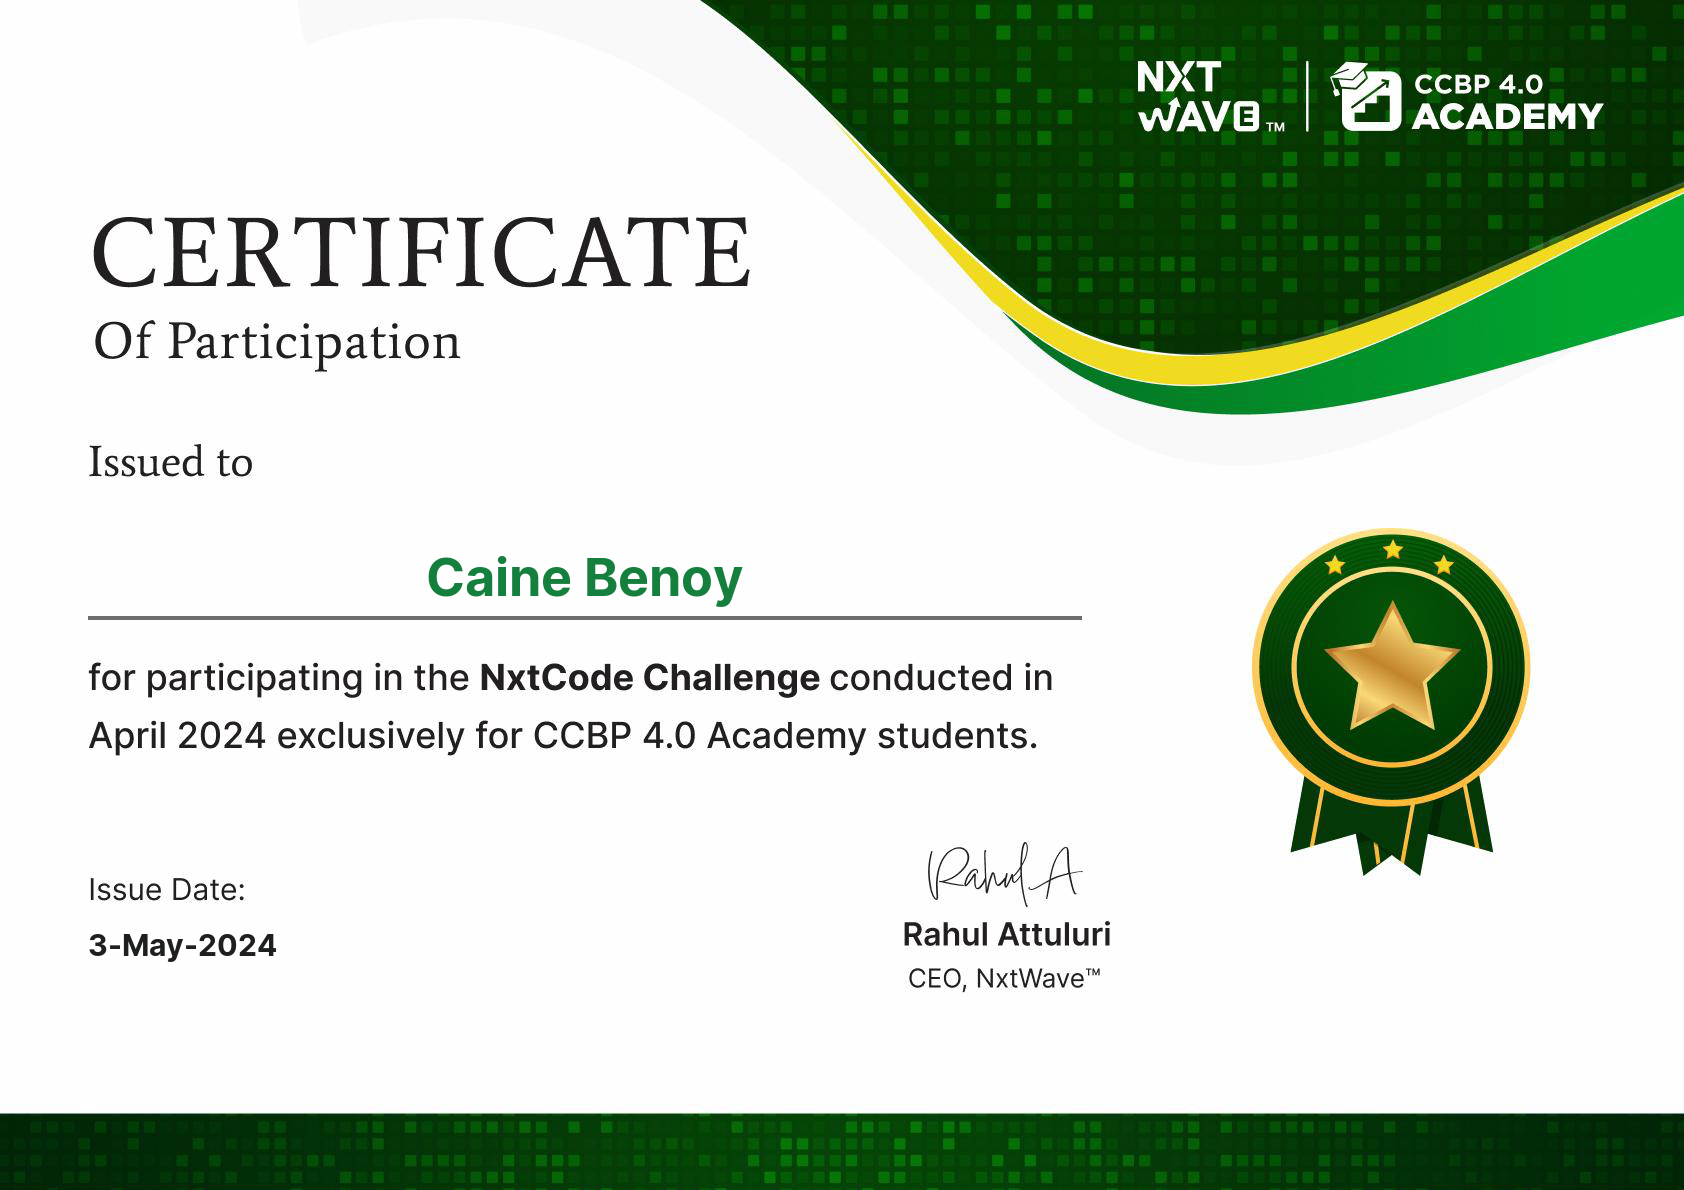 NXT
WAVE™
CCBP 4.0
ACADEMY
CERTIFICATE
Of Participation
Issued to
Caine Benoy
for participating in the NxtCode Challenge conducted in
April 2024 exclusively for CCBP 4.0 Academy students.
Issue Date:
3-May-2024
Rahul A
Rahul Attuluri
CEO, NxtWave™